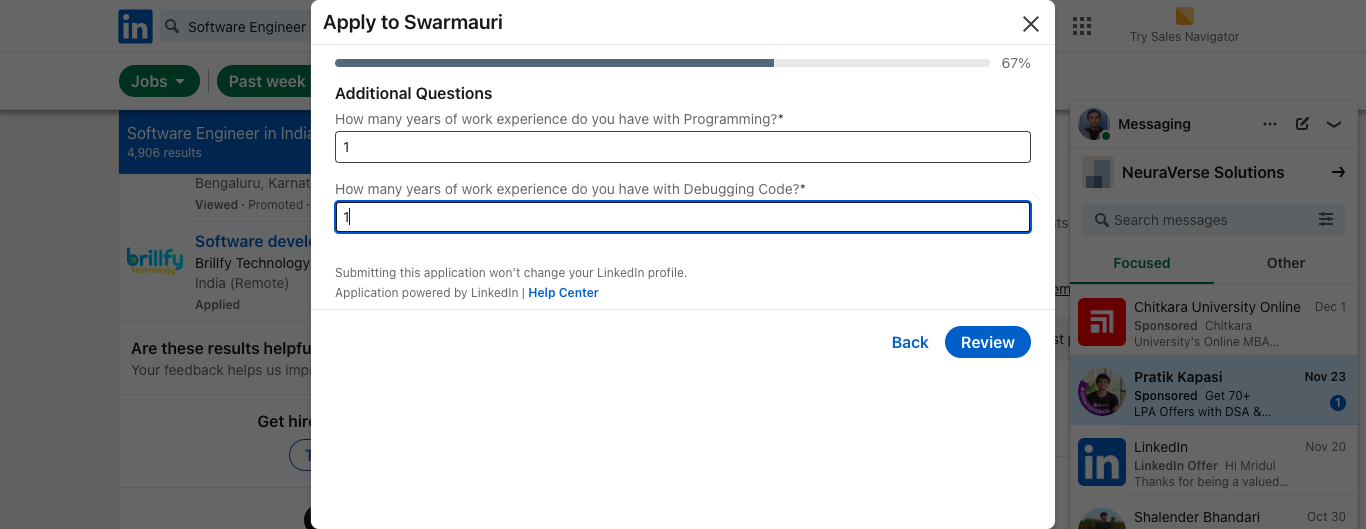 in
Software Engineer
Try Sales Navigator
Jobs
Past week
Software Engineer in India
4,906 results
Bengaluru, Karnat
Viewed · Promoted ·
brillfy
technology
Software devel
Brillfy Technology
India (Remote)
Applied
Are these results helpfu
Your feedback helps us impr
Get hire
T
Apply to Swarmauri
67%
Additional Questions
How many years of work experience do you have with Programming?*
1
How many years of work experience do you have with Debugging Code?*
1
Submitting this application won't change your LinkedIn profile.
Application powered by LinkedIn | Help Center
Back
Review
ts
em
st p
Messaging
NeuraVerse Solutions
Search messages
Focused
Other
Chitkara University Online Dec 1
Sponsored Chitkara
University's Online MBA...
Pratik Kapasi Nov 23
Sponsored Get 70+
LPA Offers with DSA &... 1
in
LinkedIn Nov 20
LinkedIn Offer Hi Mridul
Thanks for being a valued...
Shalender Bhandari Oct 30